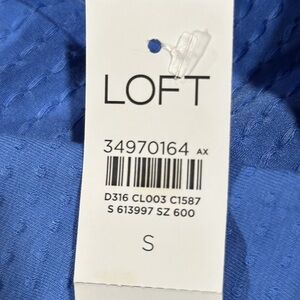 LOFT
34970164 AX
D316 CL003 C1587
S 613997 SZ 600
S